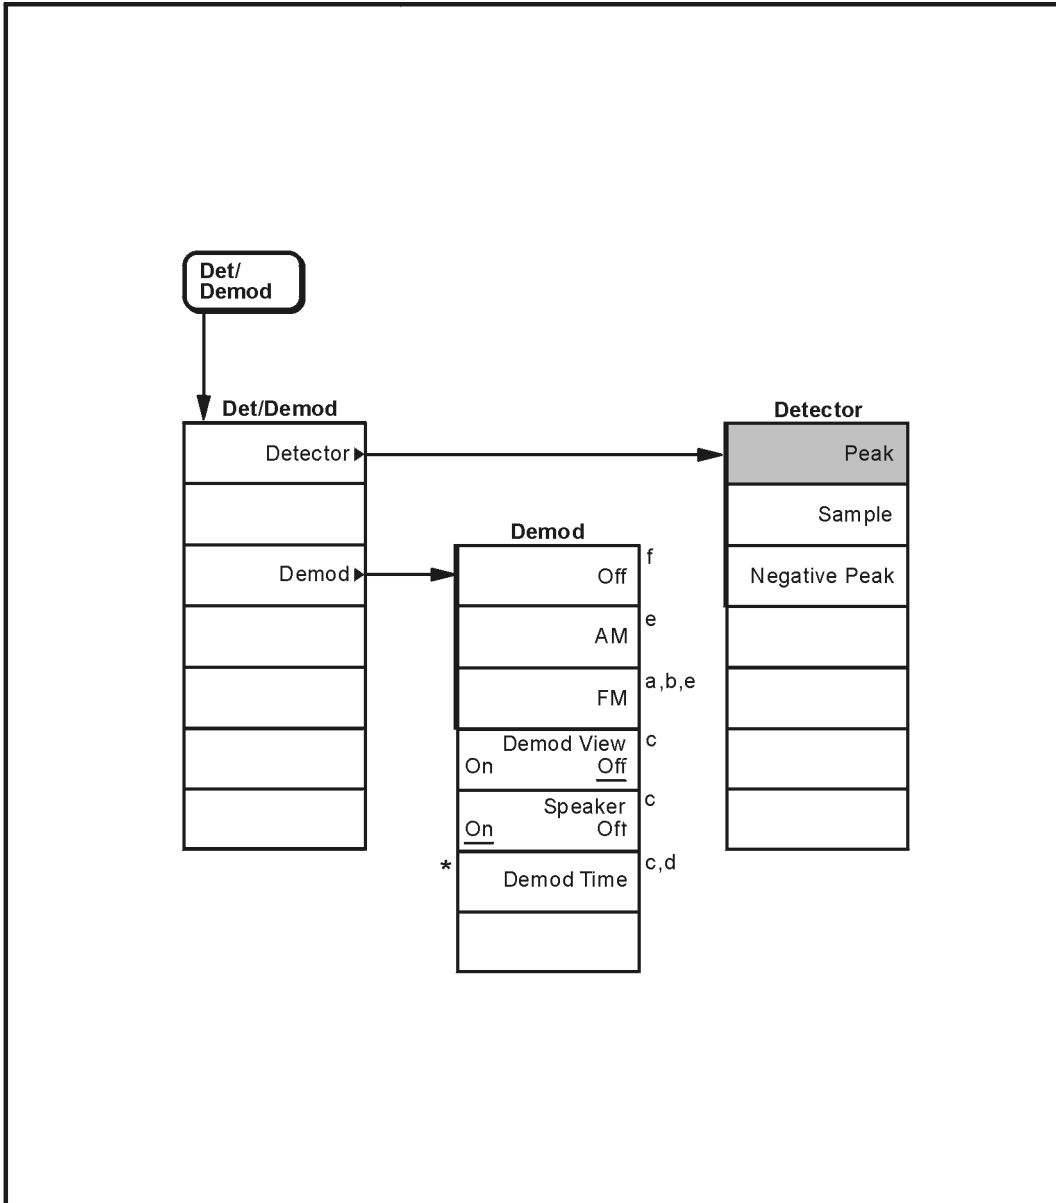 Det/
Demod
Det/Demod
Detector
Demod
Demod
Off f
AM e
FM a,b,e
Demod View c
On Off
Speaker c
On Oft
* Demod Time c,d
Detector
Peak
Sample
Negative Peak